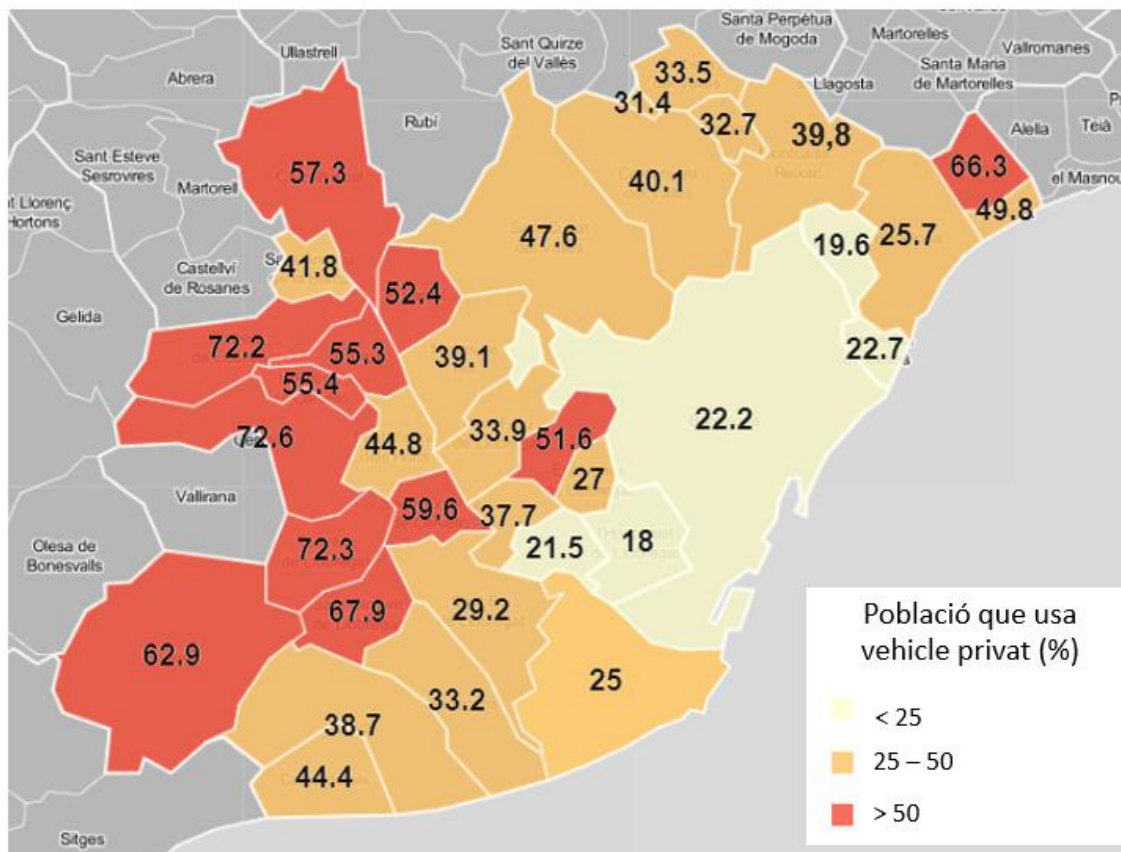 Santa Perpétua
de Mogoda
Martorelles
Ullastrell
Sant Quirze
del Vallès
Vallromanes
Abrera
33.5
Santa Maria
de Martorelles
Llagosta
31.4
Rubí
32.7
39,8
Alella
Teià
Sant Esteve
Sesrovires
57.3
66.3
el Masnou
Martorell
40.1
nt Llorenç
Hortons
49.8
47.6
19.6
25.7
41.8
Castellví
de Rosanes
52.4
Gelida
72.2
55.3
39.1
22.7
55.4
22.2
33.9
72.6
44.8
51.6
27
Vallirana
59.6
37.7
Olesa de
Bonesvalls
72.3
21.5
18
67.9
29.2
62.9
25
33.2
38.7
44.4
Sitges
Població que usa
vehicle privat (%)
< 25
25 – 50
> 50